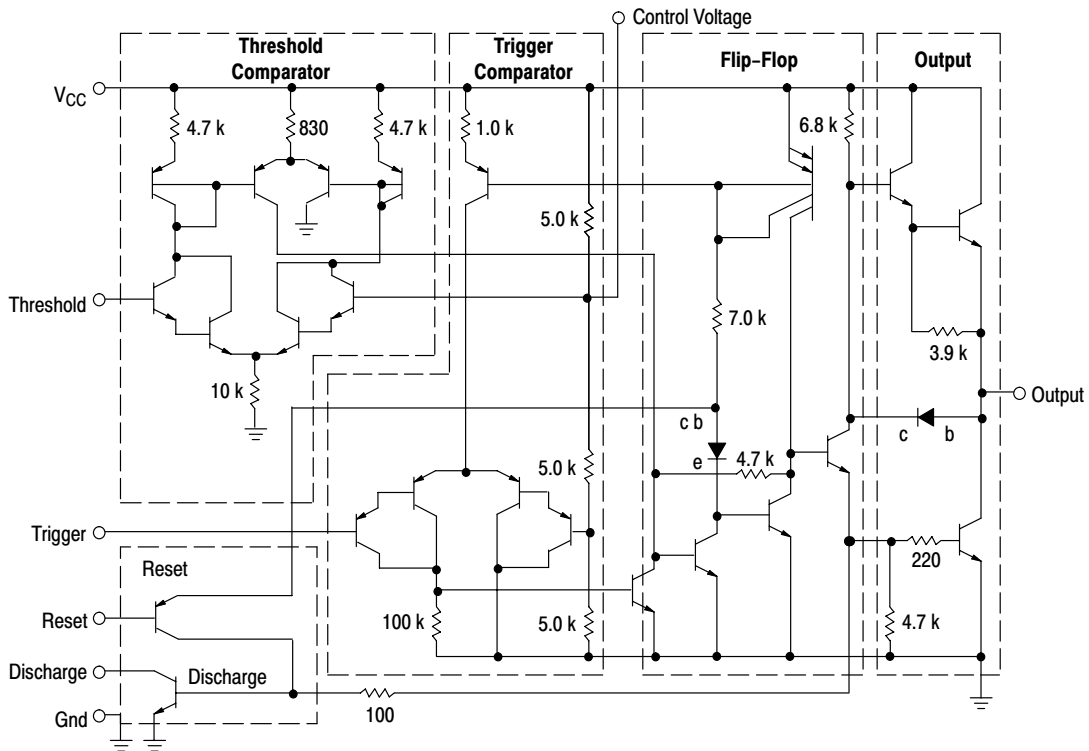 Control Voltage
Threshold
Comparator
Trigger
Comparator
Flip–Flop
Output
VCC
4.7 k
830
4.7 k
1.0 k
6.8 k
5.0 k
Threshold
7.0 k
3.9 k
10 k
Output
c b
c
b
e
4.7 k
5.0 k
Trigger
220
Reset
Reset
100 k
5.0 k
4.7 k
Discharge
Discharge
100
Gnd